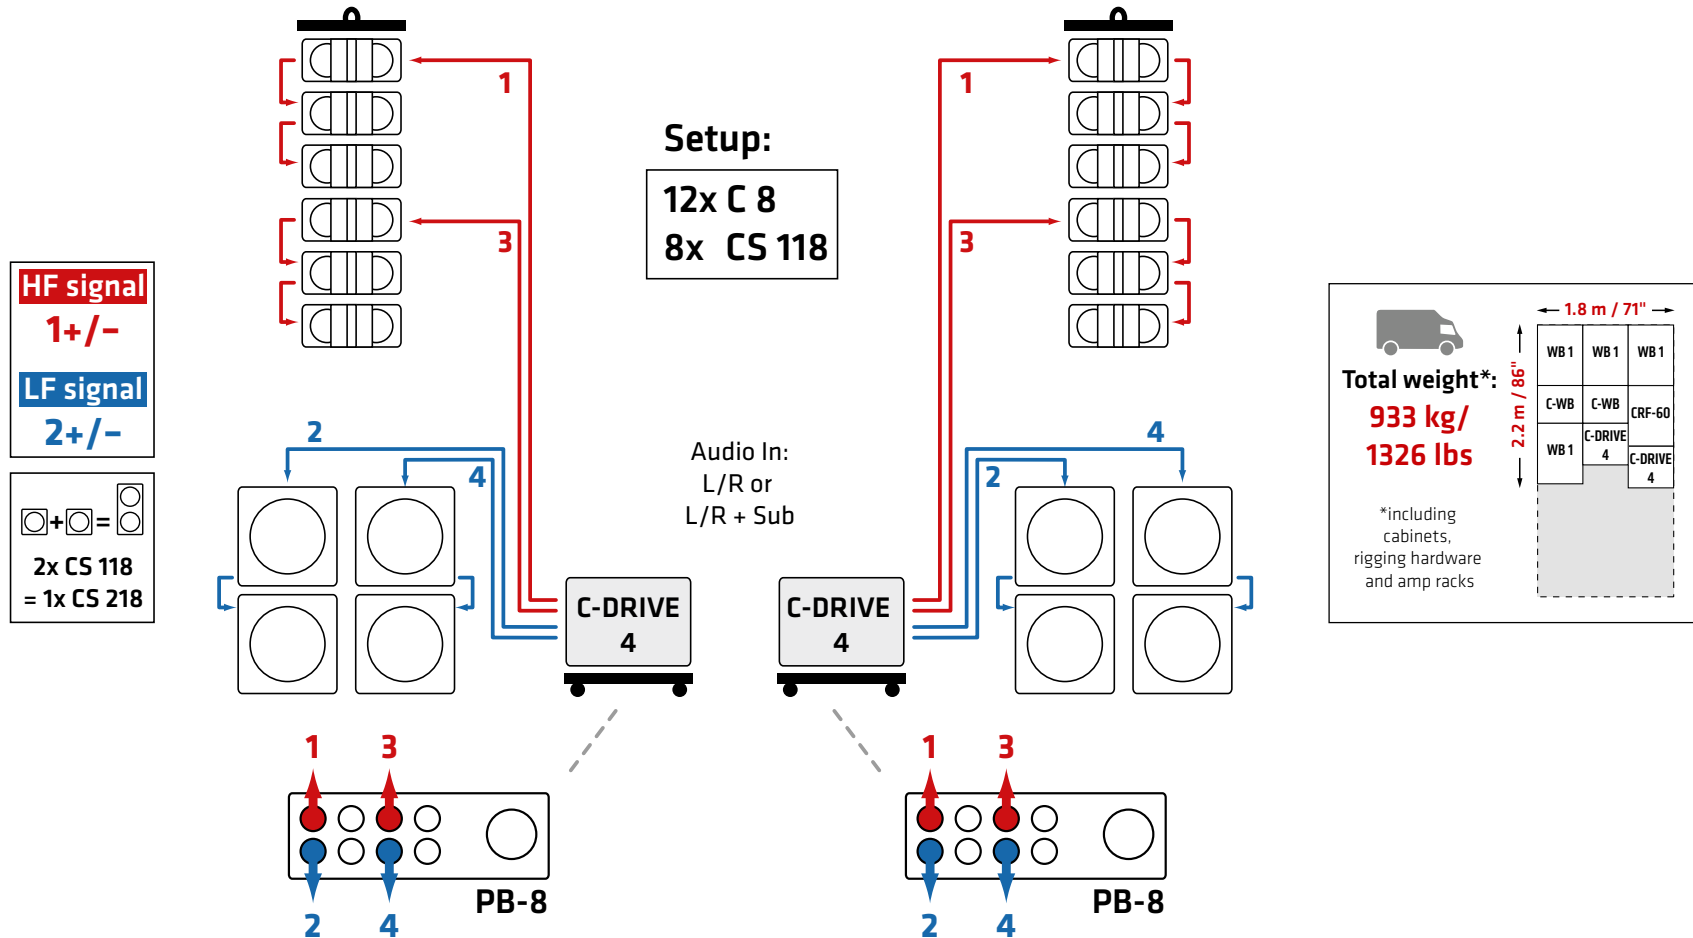 1
3
Setup:
12x C 8
8x CS 118
1
3
HF signal
1+/−
LF signal
2+/−
2x CS 118
= 1x CS 218
+
=
2
4
Audio In:
L/R or
L/R + Sub
4
2
C-DRIVE
4
C-DRIVE
4
1
3
2
4
PB-8
1
3
2
4
PB-8
Total weight*:
933 kg/
1326 lbs
*including
cabinets,
rigging hardware
and amp racks
1.8 m / 71"
2.2 m / 86"
WB 1
WB 1
WB 1
C-WB
C-WB
CRF-60
WB 1
C-DRIVE
4
C-DRIVE
4